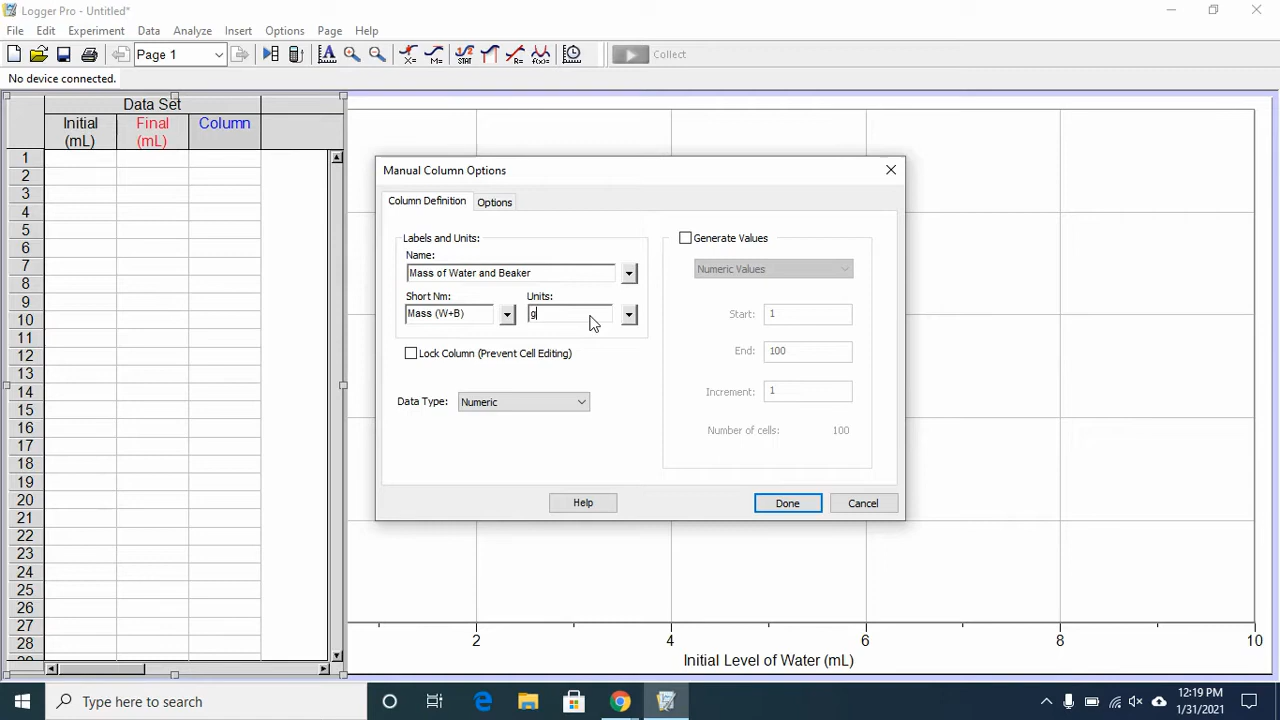 Logger Pro - Untitled*
File Edit Experiment Data Analyze Insert Options Page Help
Page 1
X= M= STAT R= f(x)= Collect
No device connected.
Data Set
Initial (mL) Final (mL) Column
1
2
3
4
5
6
7
8
9
10
11
12
13
14
15
16
17
18
19
20
21
22
23
24
25
26
27
28
29
Manual Column Options
Column Definition Options
Labels and Units:
Name:
Mass of Water and Beaker
Short Nm: Units:
Mass (W+B) g
Lock Column (Prevent Cell Editing)
Data Type: Numeric
Generate Values
Numeric Values
Start: 1
End: 100
Increment: 1
Number of cells: 100
Help Done Cancel
2 4 6 8 10
Initial Level of Water (mL)
Type here to search
12:19 PM
1/31/2021